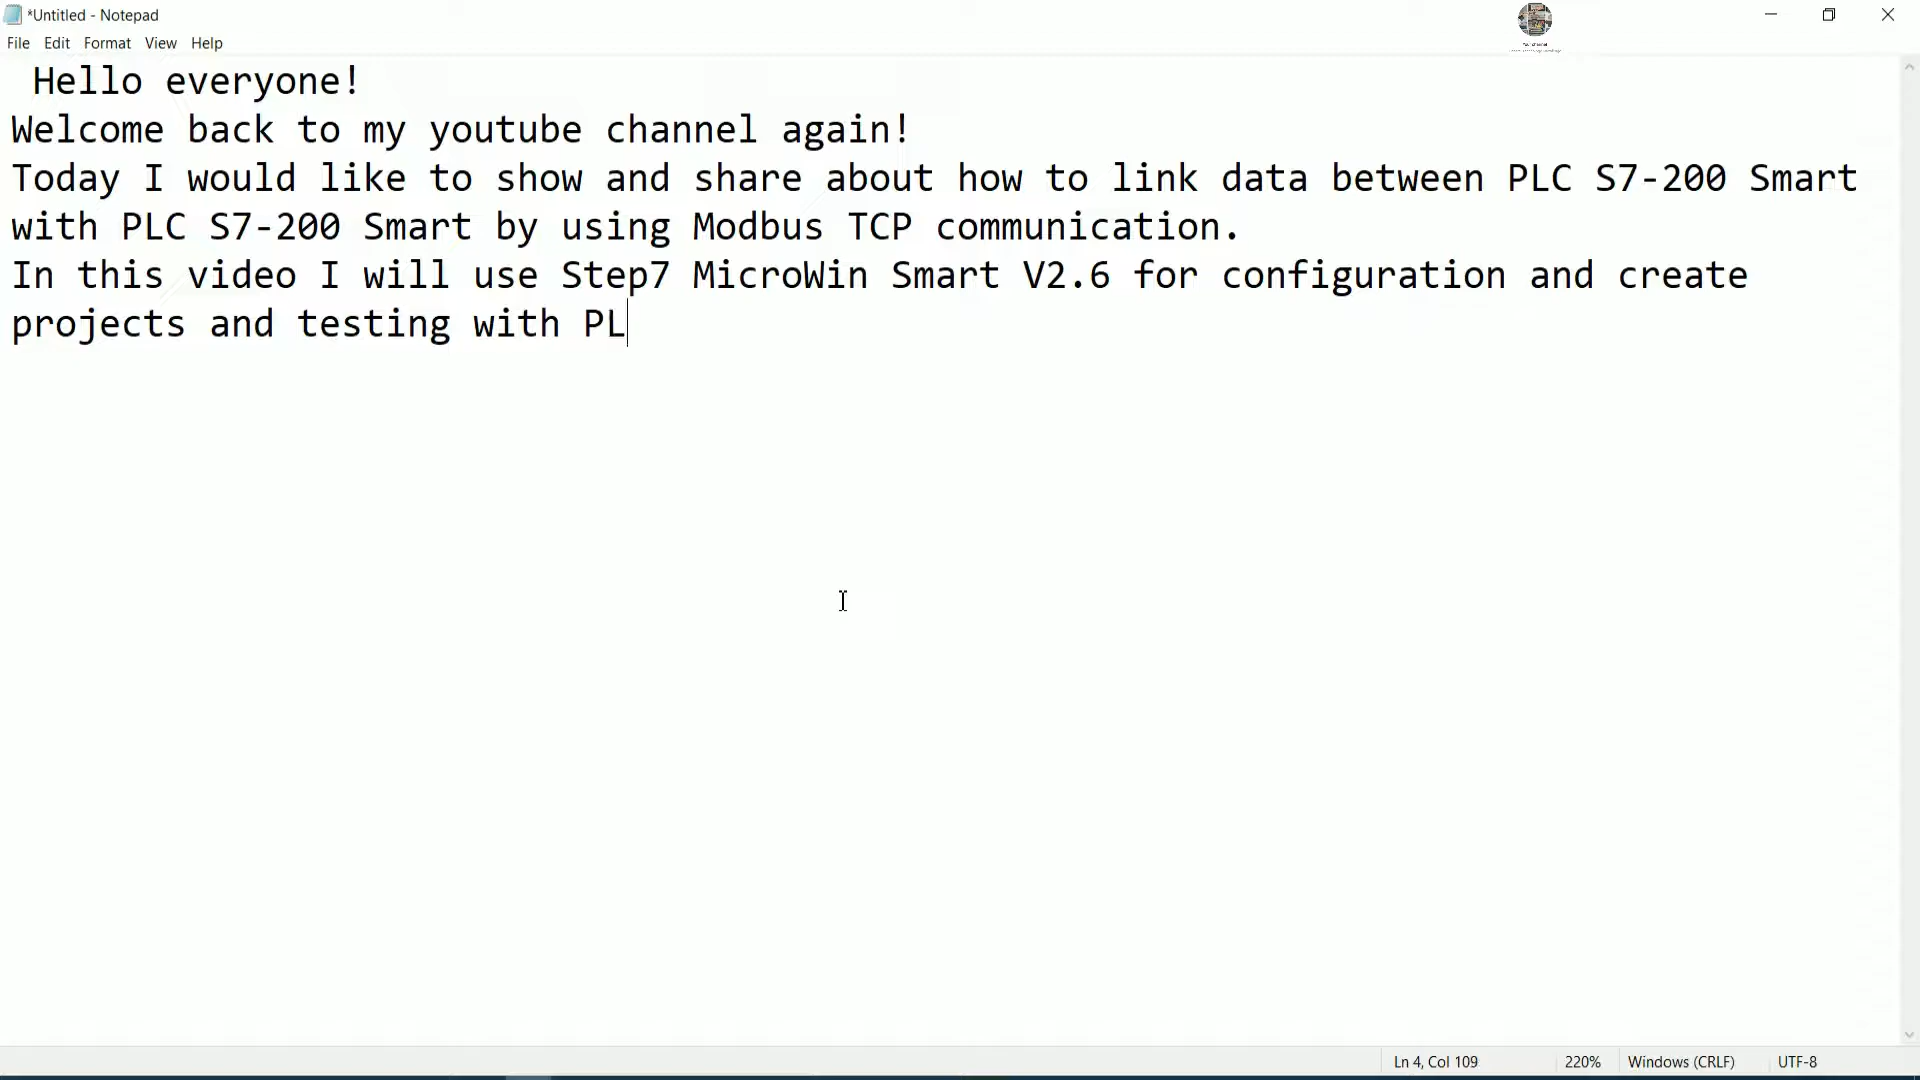 *Untitled - Notepad
File Edit Format View Help
Hello everyone!
Welcome back to my youtube channel again!
Today I would like to show and share about how to link data between PLC S7-200 Smart
with PLC S7-200 Smart by using Modbus TCP communication.
In this video I will use Step7 MicroWin Smart V2.6 for configuration and create
projects and testing with PL
Ln 4, Col 109 220% Windows (CRLF) UTF-8